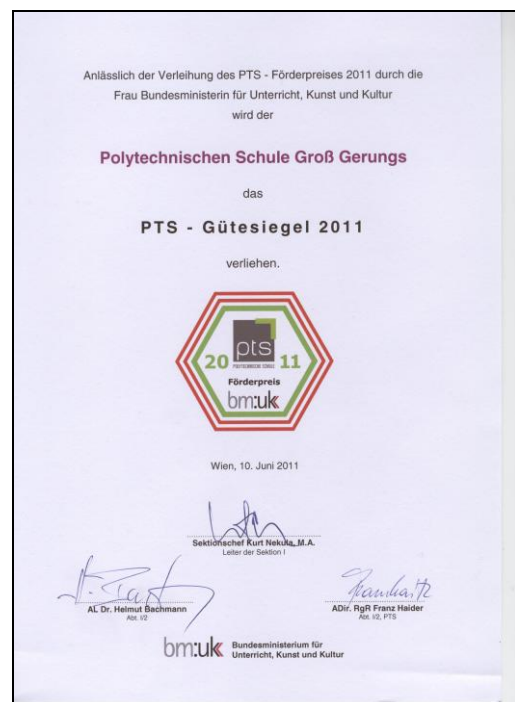 Anlässlich der Verleihung des PTS - Förderpreises 2011 durch die
Frau Bundesministerin für Unterricht, Kunst und Kultur
wird der
Polytechnischen Schule Groß Gerungs
das
PTS - Gütesiegel 2011
verliehen.
pts
POLYTECHNISCHE SCHULE
20 11
Förderpreis
bm:uk
Wien, 10. Juni 2011
Sektionschef Kurt Nekula, M.A.
Leiter der Sektion I
AL Dr. Helmut Bachmann
Abt. I/2
ADir. RgR Franz Haider
Abt. I/2, PTS
bm:uk Bundesministerium für
Unterricht, Kunst und Kultur